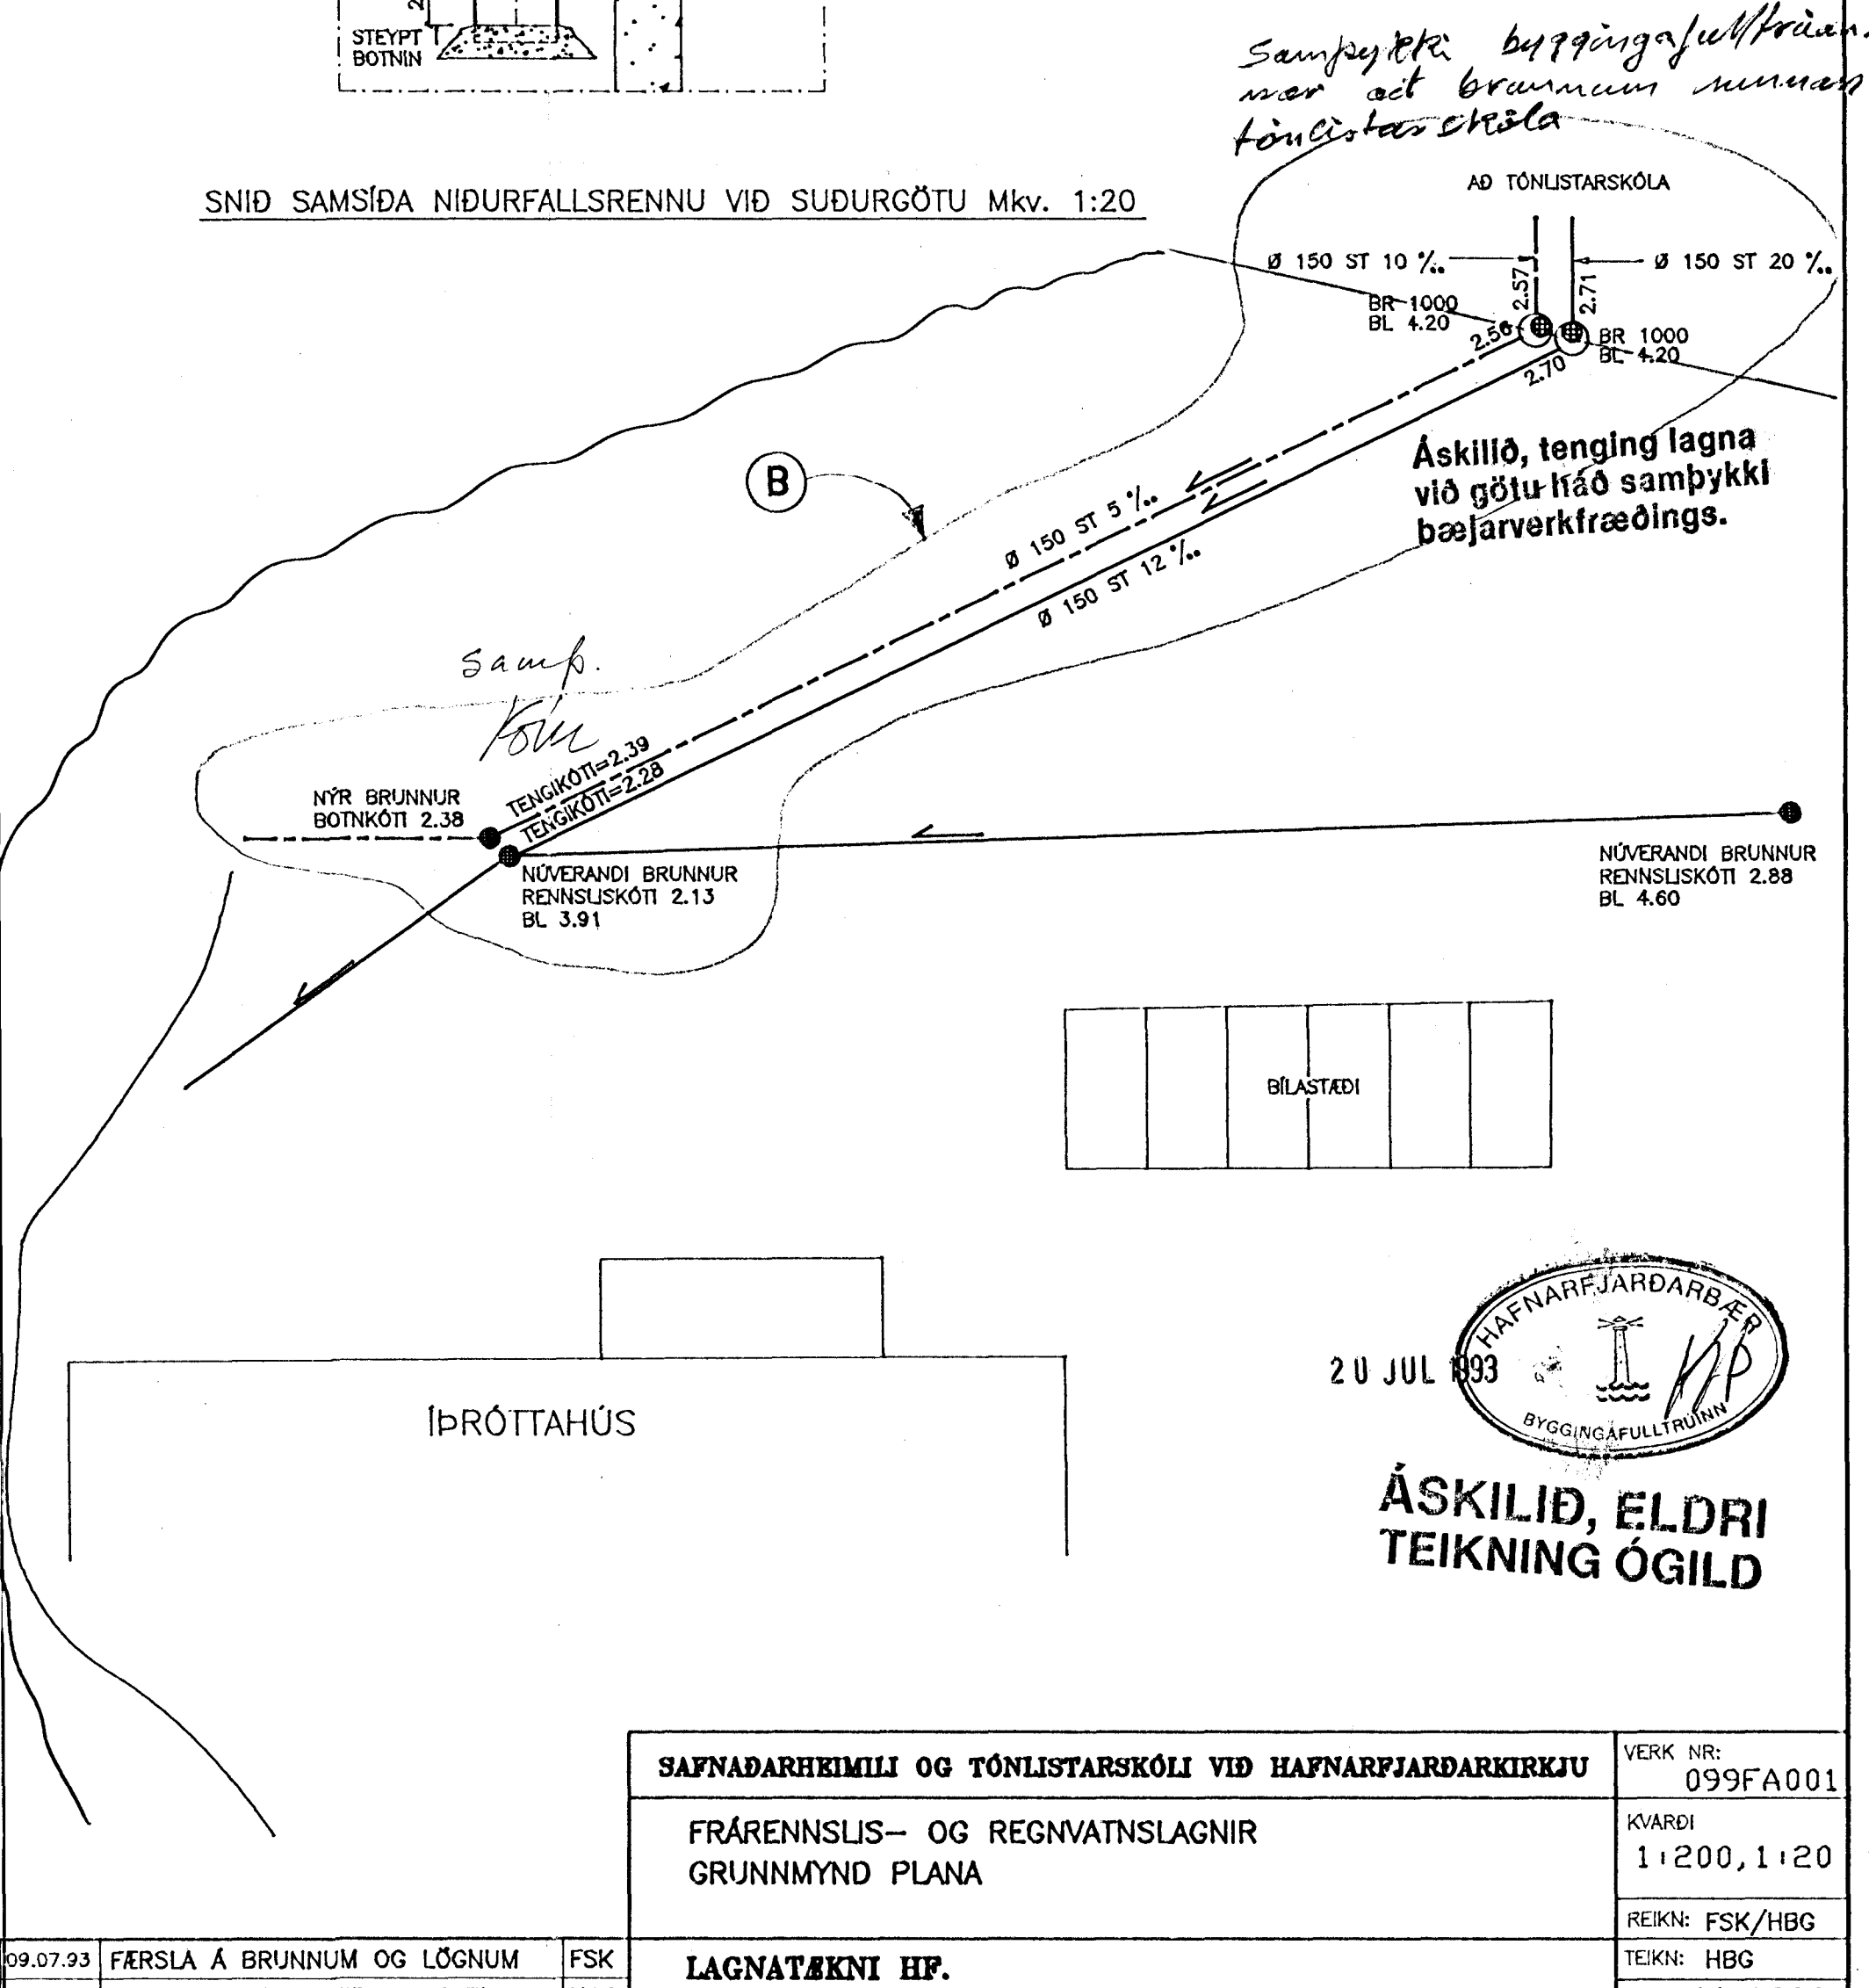 STEYPT
BOTNIN
Samþykki byggingafulltrúan.
nær að brunnum sunnan
tónlistarskóla
SNIÐ SAMSÍÐA NIÐURFALLSRENNU VIÐ SUÐURGÖTU Mkv. 1:20
AÐ TÓNLISTARSKÓLA
Ø 150 ST 10 ‰
Ø 150 ST 20 ‰
2.57
2.71
BR 1000
BL 4.20
2.56
BR 1000
BL 4.20
2.70
Áskilið, tenging lagna
við götu háð samþykki
bæjarverkfræðings.
B
Ø 150 ST 5 ‰
Ø 150 ST 12 ‰
Samþ.
TENGIKÓTI=2.39
TENGIKÓTI=2.28
NÝR BRUNNUR
BOTNKÓTI 2.38
NÚVERANDI BRUNNUR
RENNSLISKÓTI 2.13
BL 3.91
NÚVERANDI BRUNNUR
RENNSLISKÓTI 2.88
BL 4.60
BÍLASTÆÐI
ÍÞRÓTTAHÚS
HAFNARFJARÐARBÆR
20 JUL 1993
BYGGINGAFULLTRÚINN
ÁSKILIÐ, ELDRI
TEIKNING ÓGILD
SAFNAÐARHEIMILI OG TÓNLISTARSKÓLI VIÐ HAFNARFJARÐARKIRKJU
VERK NR:
099FA001
FRÁRENNSLIS- OG REGNVATNSLAGNIR
GRUNNMYND PLANA
KVARÐI
1:200, 1:20
REIKN: FSK/HBG
09.07.93 FÆRSLA Á BRUNNUM OG LÖGNUM FSK
LAGNATÆKNI HF.
TEIKN: HBG